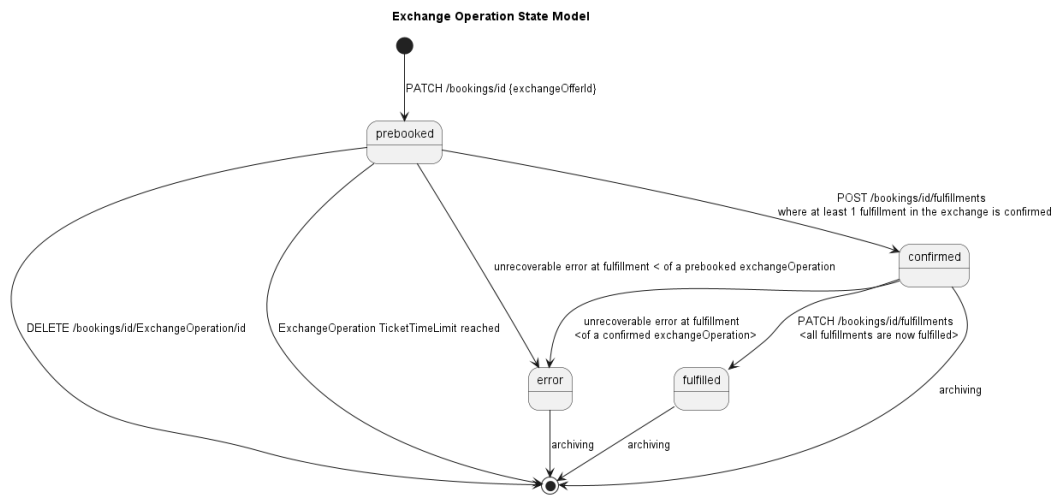 Exchange Operation State Model
PATCH /bookings/id {exchangeOfferId}
prebooked
POST /bookings/id/fulfillments
where at least 1 fulfillment in the exchange is confirmed
confirmed
unrecoverable error at fulfillment < of a prebooked exchangeOperation
DELETE /bookings/id/ExchangeOperation/id
ExchangeOperation TicketTimeLimit reached
unrecoverable error at fulfillment
<of a confirmed exchangeOperation>
PATCH /bookings/id/fulfillments
<all fulfillments are now fulfilled>
error
fulfilled
archiving
archiving
archiving